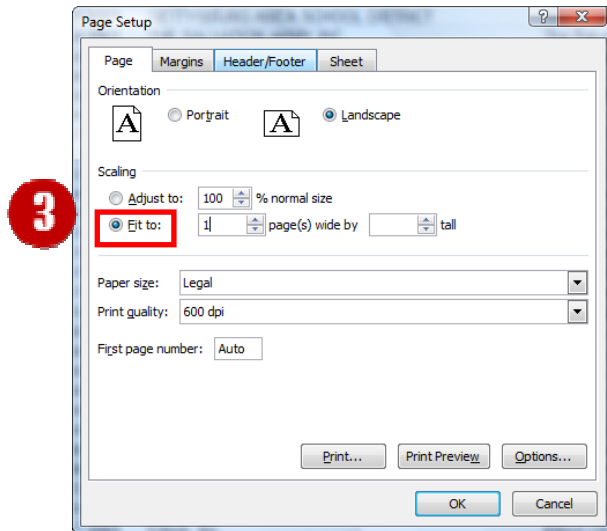 Page Setup
?
X
Page Margins Header/Footer Sheet
Orientation
A Portrait A Landscape
Scaling
Adjust to: 100 % normal size
3
Fit to: 1 page(s) wide by tall
Paper size: Legal
Print quality: 600 dpi
First page number: Auto
Print... Print Preview Options...
OK Cancel